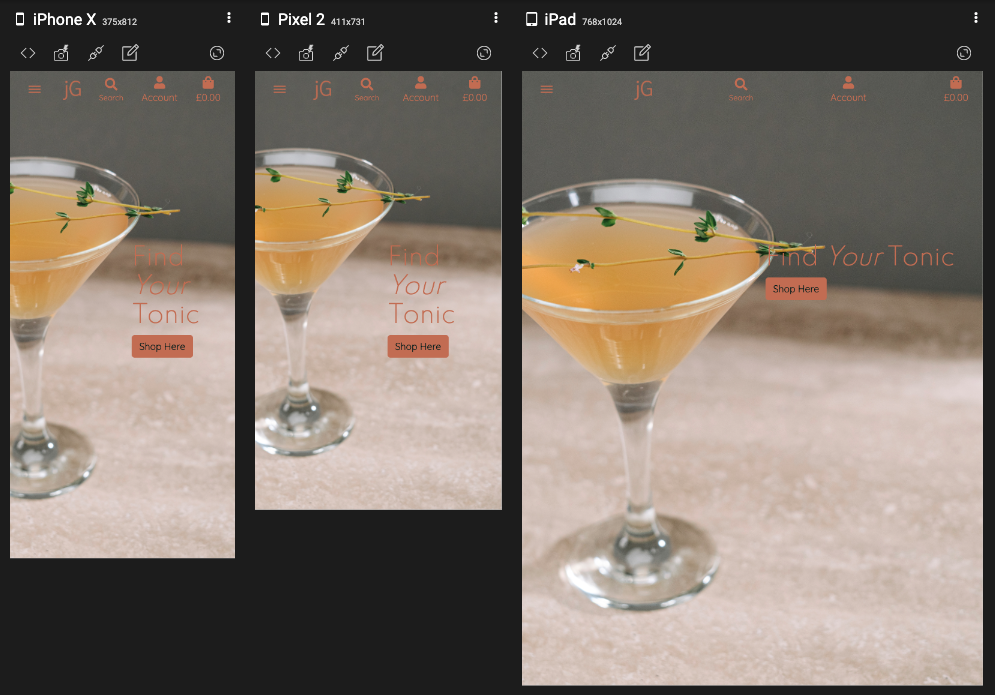 iPhone X 375x812
jG
Search
Account
£0.00
Find
Your
Tonic
Shop Here
Pixel 2 411x731
jG
Search
Account
£0.00
Find
Your
Tonic
Shop Here
iPad 768x1024
jG
Search
Account
£0.00
Find Your Tonic
Shop Here